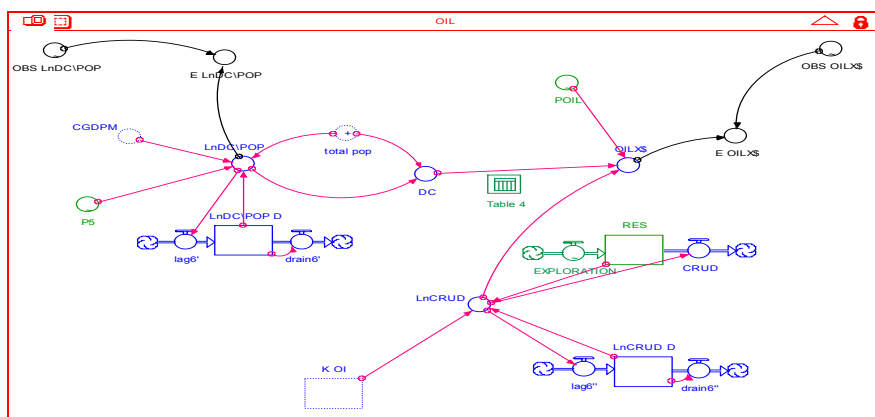 OIL
OBS LnDC\POP
E LnDC\POP
OBS OILX$
POIL
CGDPM
LnDC\POP
+
total pop
OILX$
E OILX$
DC
Table 4
P5
LnDC\POP D
RES
lag6'
drain6'
EXPLORATION
CRUD
LnCRUD
LnCRUD D
K OI
lag6"
drain6"